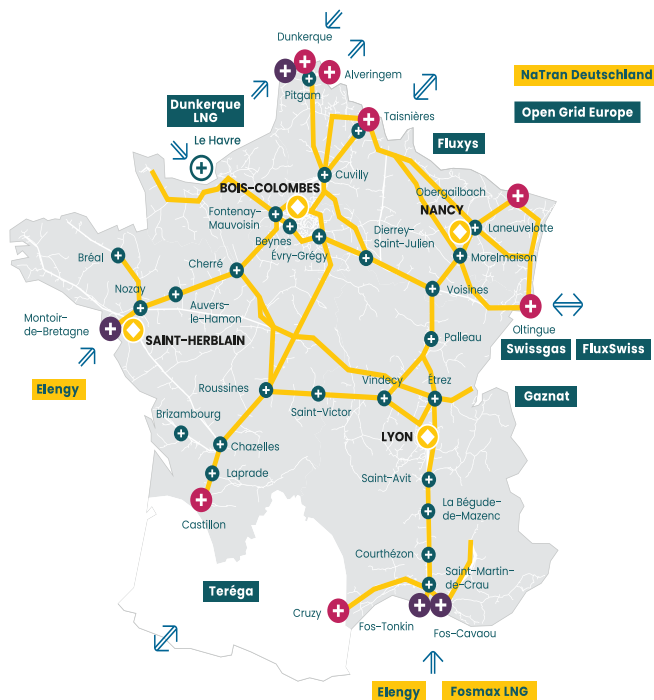 Dunkerque
Alveringem
Pitgam
NaTran Deutschland
Dunkerque
LNG
Taisnières
Open Grid Europe
Le Havre
Fluxys
Cuvilly
BOIS-COLOMBES
Obergailbach
Fontenay-
Mauvoisin
NANCY
Laneuvelotte
Beynes
Évry-Grégy
Dierrey-
Saint-Julien
Morelmaison
Bréal
Cherré
Nozay
Voisines
Auvers-
le-Hamon
Montoir-
de-Bretagne
Oltingue
SAINT-HERBLAIN
Palleau
Swissgas
FluxSwiss
Elengy
Roussines
Vindecy
Étrez
Gaznat
Saint-Victor
Brizambourg
LYON
Chazelles
Laprade
Saint-Avit
Castillon
La Bégude-
de-Mazenc
Courthézon
Saint-Martin-
de-Crau
Teréga
Cruzy
Fos-Tonkin
Fos-Cavaou
Elengy
Fosmax LNG